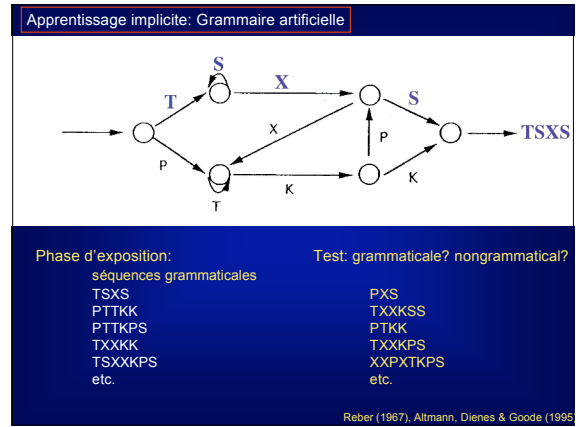 Apprentissage implicite: Grammaire artificielle
S
X
T
S
X
P
TSXS
P
K
K
T
Phase d'exposition:
séquences grammaticales
TSXS
PTTKK
PTTKPS
TXXKK
TSXXKPS
etc.
Test: grammaticale? nongrammatical?
PXS
TXXKSS
PTKK
TXXKPS
XXPXTKPS
etc.
Reber (1967), Altmann, Dienes & Goode (1995)